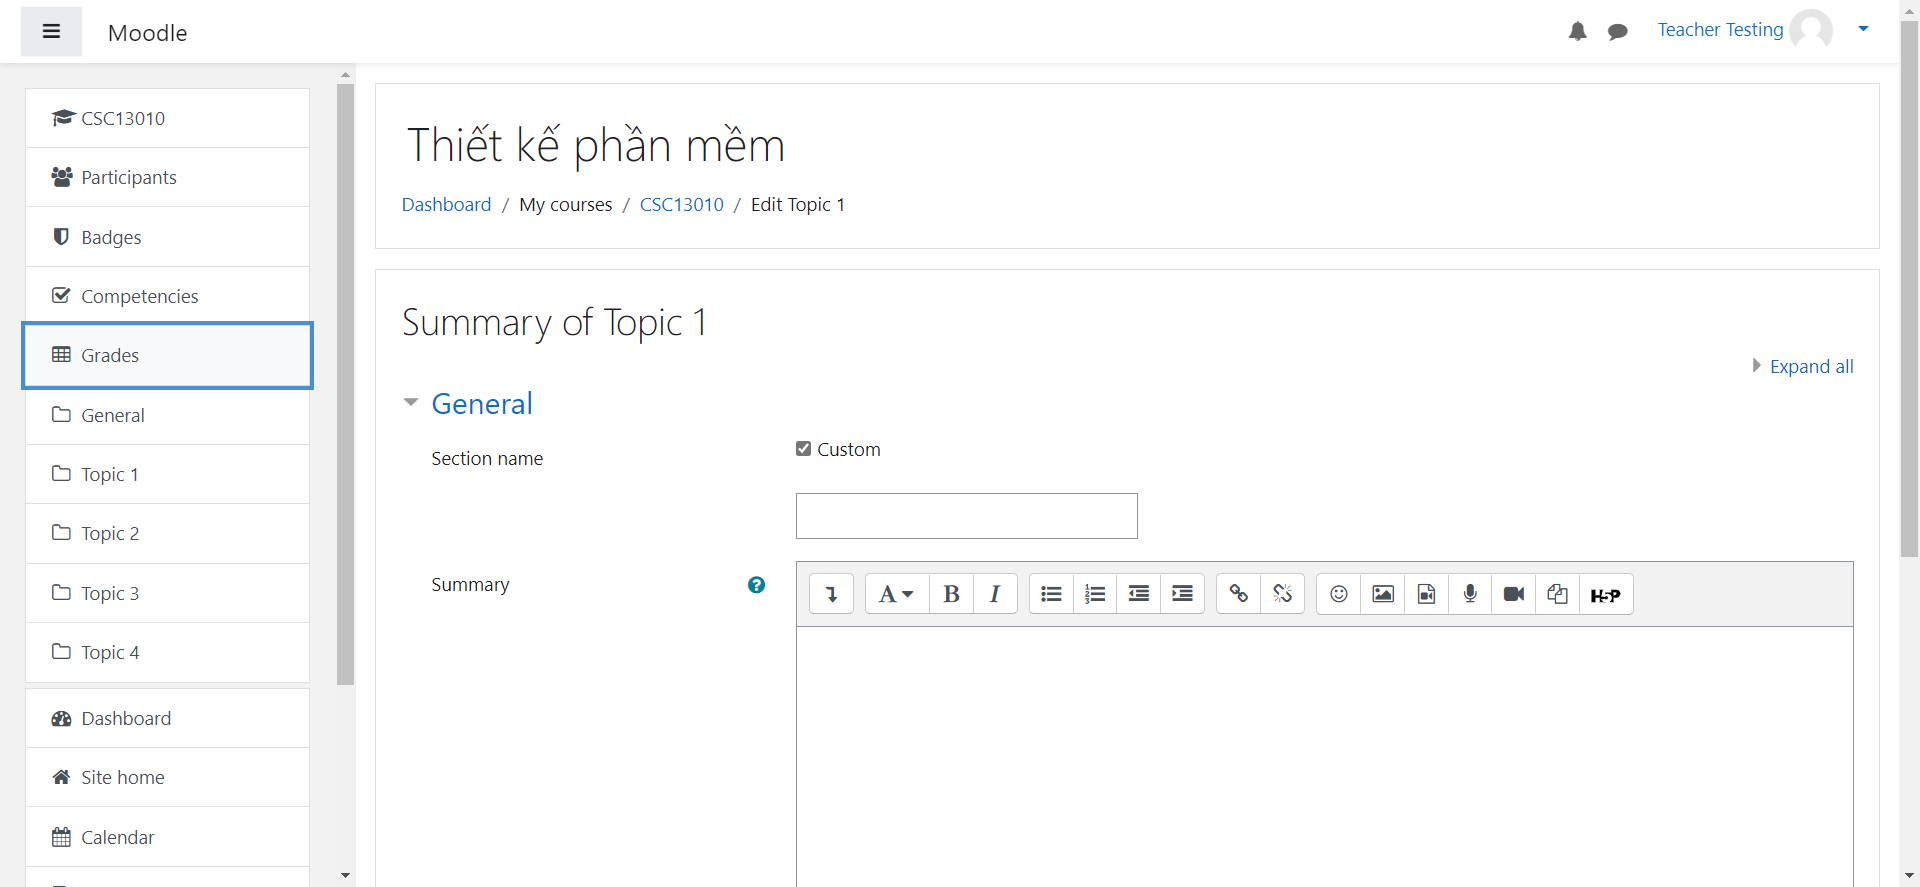 Moodle
Teacher Testing
CSC13010
Participants
Badges
Competencies
Grades
General
Topic 1
Topic 2
Topic 3
Topic 4
Dashboard
Site home
Calendar
Thiết kế phần mềm
Dashboard / My courses / CSC13010 / Edit Topic 1
Summary of Topic 1
Expand all
General
Section name
Custom
Summary
A B I H5P